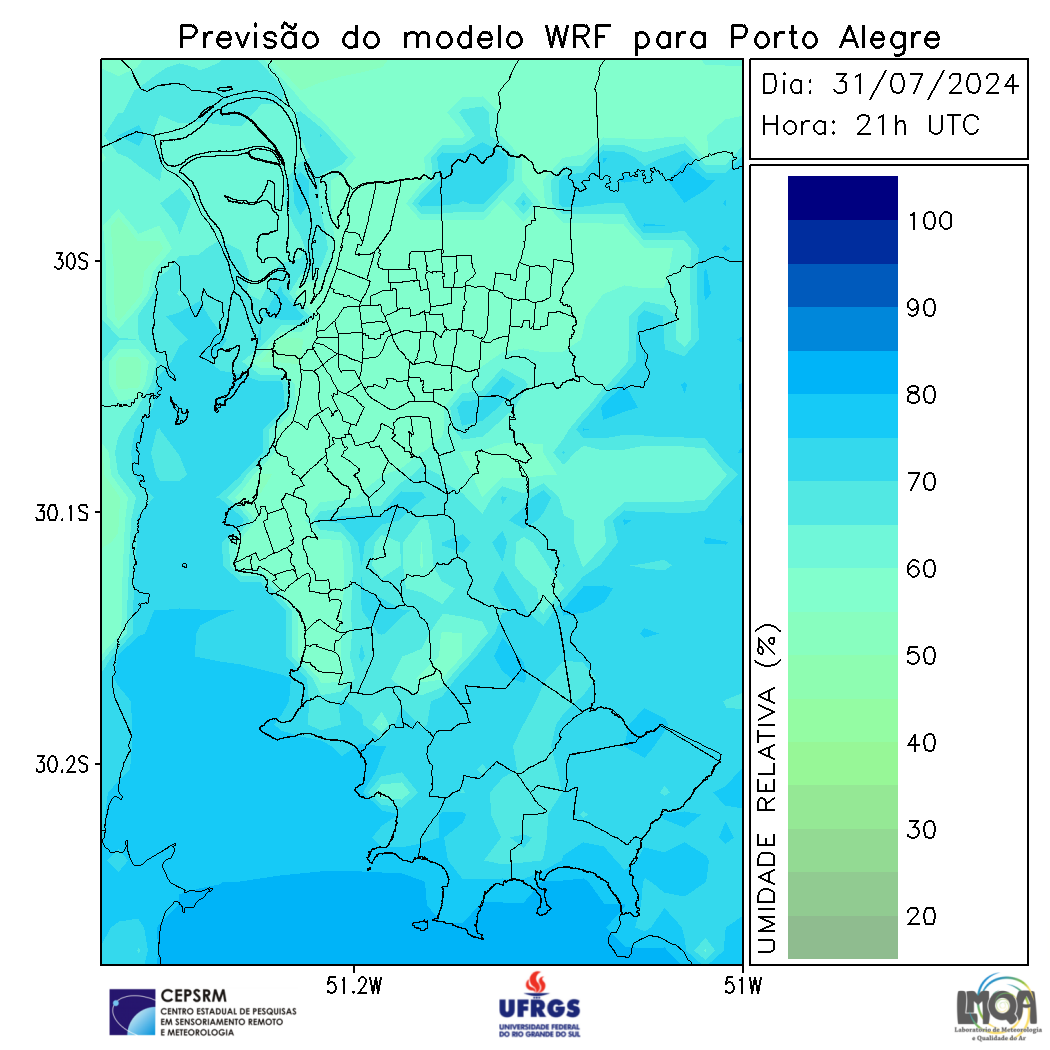 Previsão do modelo WRF para Porto Alegre
Dia: 31/07/2024
Hora: 21h UTC
100
90
80
70
60
50
40
30
20
UMIDADE RELATIVA (%)
30S
30.1S
30.2S
51.2W
51W
CEPSRM
CENTRO ESTADUAL DE PESQUISAS
EM SENSORIAMENTO REMOTO
E METEOROLOGIA
UFRGS
UNIVERSIDADE FEDERAL
DO RIO GRANDE DO SUL
LMQA
Laboratório de Meteorologia
e Qualidade do Ar